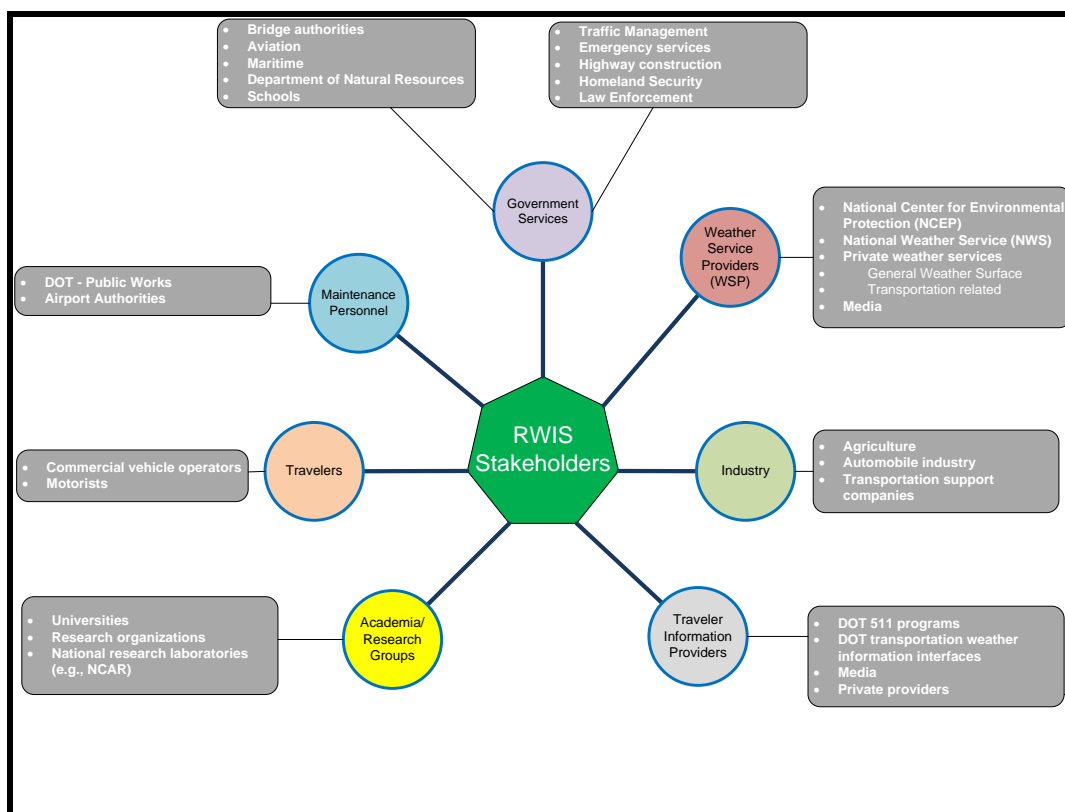 • Bridge authorities
• Aviation
• Maritime
• Department of Natural Resources
• Schools
• Traffic Management
• Emergency services
• Highway construction
• Homeland Security
• Law Enforcement
Government
Services
Weather
Service
Providers
(WSP)
• National Center for Environmental
Protection (NCEP)
• National Weather Service (NWS)
• Private weather services
• General Weather Surface
• Transportation related
• Media
• DOT - Public Works
• Airport Authorities
Maintenance
Personnel
RWIS
Stakeholders
• Commercial vehicle operators
• Motorists
Travelers
Industry
• Agriculture
• Automobile industry
• Transportation support
companies
• Universities
• Research organizations
• National research laboratories
(e.g., NCAR)
Academia/
Research
Groups
Traveler
Information
Providers
• DOT 511 programs
• DOT transportation weather
information interfaces
• Media
• Private providers